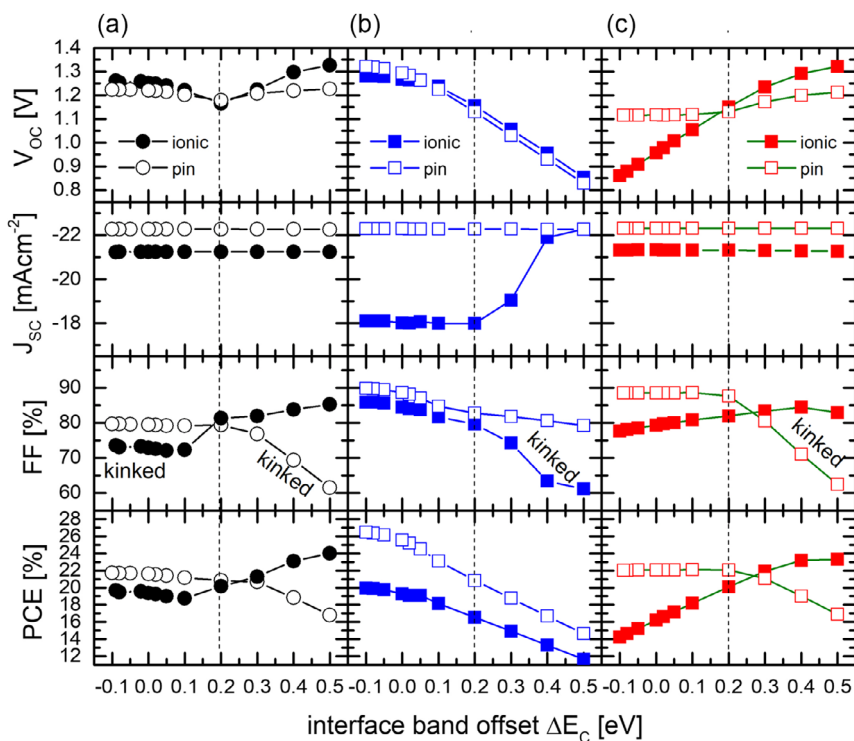 (a) (b) (c)
V_OC [V]
1.4
1.3
1.2
1.1
1.0
0.9
0.8
ionic
pin
ionic
pin
ionic
pin
J_SC [mAcm⁻²]
-22
-20
-18
FF [%]
90
80
70
60
kinked
kinked
kinked
PCE [%]
28
26
24
22
20
18
16
14
12
-0.1 0.0 0.1 0.2 0.3 0.4 0.5 -0.1 0.0 0.1 0.2 0.3 0.4 0.5 -0.1 0.0 0.1 0.2 0.3 0.4 0.5
interface band offset ΔE_C [eV]